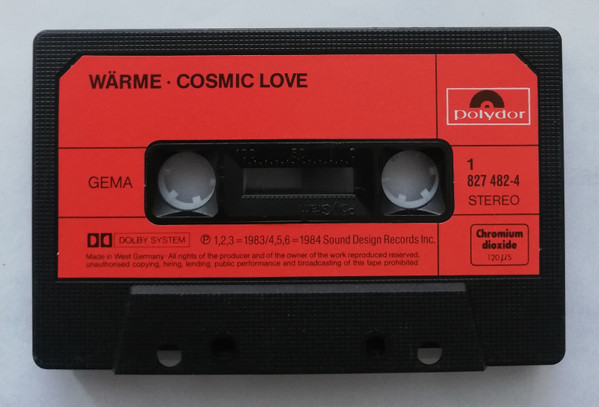 WÄRME · COSMIC LOVE
polydor
100 50 0
GEMA
1
827 482-4
STEREO
DOLBY SYSTEM
℗ 1,2,3 = 1983/4,5,6 = 1984 Sound Design Records Inc.
Made in West Germany · All rights of the producer and of the owner of the work reproduced reserved,
unauthorised copying, hiring, lending, public performance and broadcasting of this tape prohibited.
Chromium
dioxide
120 µs